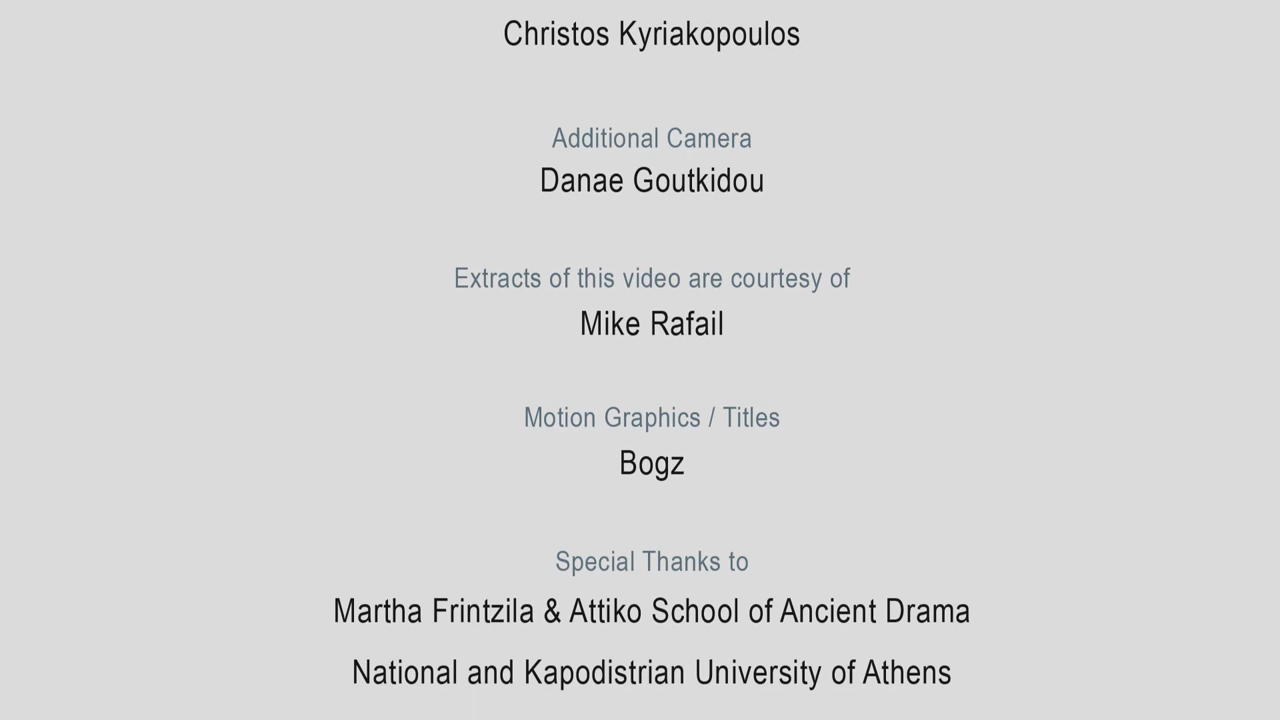 Christos Kyriakopoulos
Additional Camera
Danae Goutkidou
Extracts of this video are courtesy of
Mike Rafail
Motion Graphics / Titles
Bogz
Special Thanks to
Martha Frintzila & Attiko School of Ancient Drama
National and Kapodistrian University of Athens